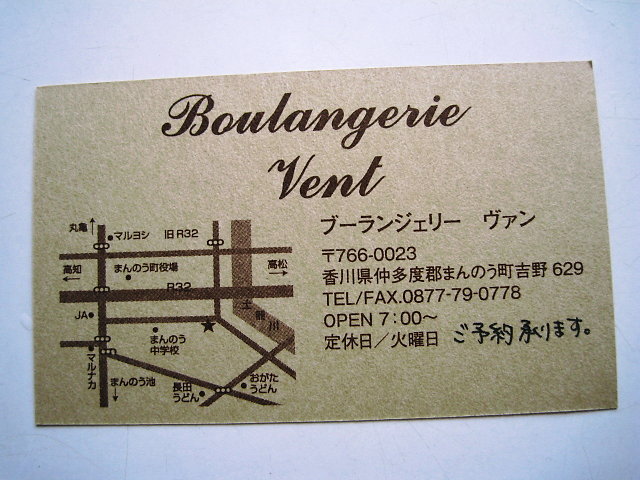 Boulangerie
Vent
ブーランジェリー　ヴァン
〒766-0023
香川県仲多度郡まんのう町吉野 629
TEL/FAX.0877-79-0778
OPEN 7:00～
定休日／火曜日 ご予約承ります。
丸亀
マルヨシ
旧 R32
高知
まんのう町役場
高松
R32
土器川
JA
まんのう
中学校
マルナカ
まんのう池
長田
うどん
おがた
うどん